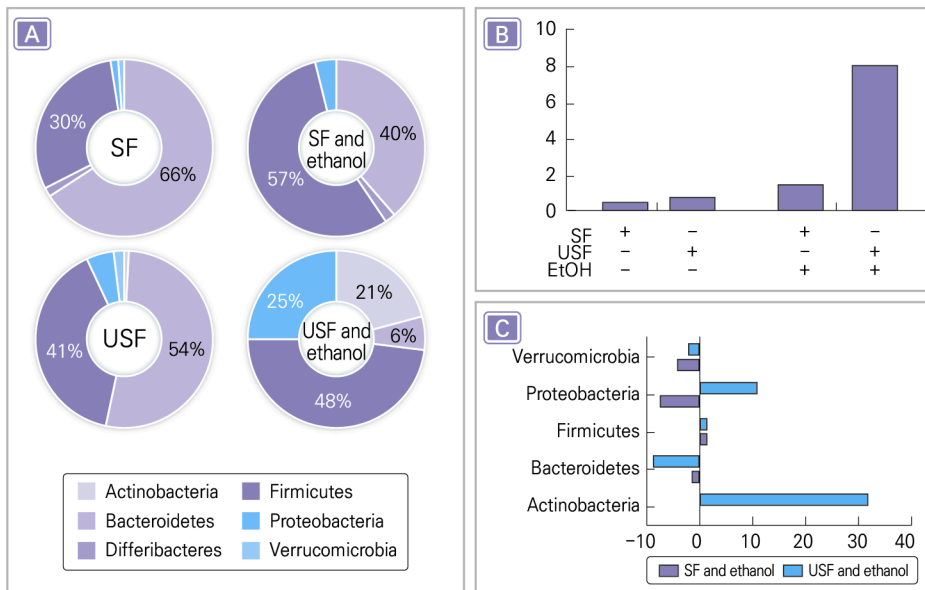 A
30%
SF
66%
SF and
ethanol
40%
57%
41%
USF
54%
25%
21%
USF and
ethanol
6%
48%
Actinobacteria
Firmicutes
Bacteroidetes
Proteobacteria
Differibacteres
Verrucomicrobia
B
10
8
6
4
2
0
SF + – + –
USF – + – +
EtOH – – + +
C
Verrucomicrobia
Proteobacteria
Firmicutes
Bacteroidetes
Actinobacteria
–10 0 10 20 30 40
SF and ethanol USF and ethanol